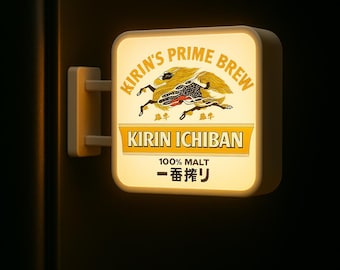 KIRIN'S PRIME BREW
KIRIN ICHIBAN
100% MALT
一番搾り